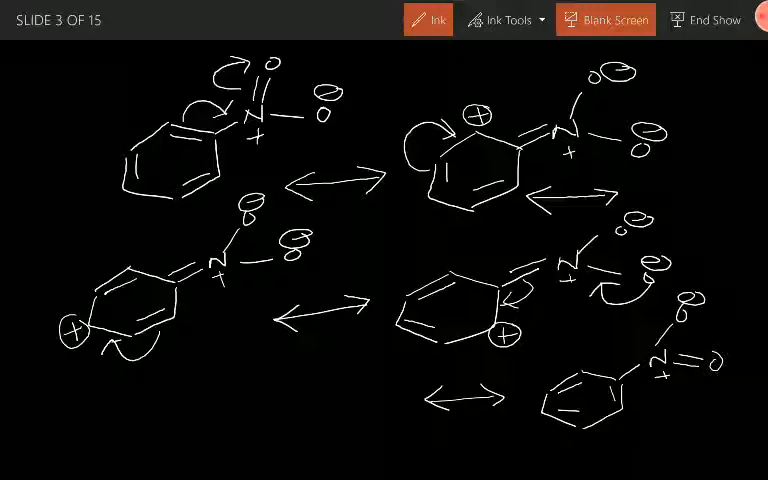 SLIDE 3 OF 15 Ink Ink Tools Blank Screen End Show
O
N O ⊖
+
⊕ O ⊖
N O ⊖
+
O ⊖
N O ⊖
+
⊕
O ⊖
N O ⊖
+
⊕
O ⊖
N O
+